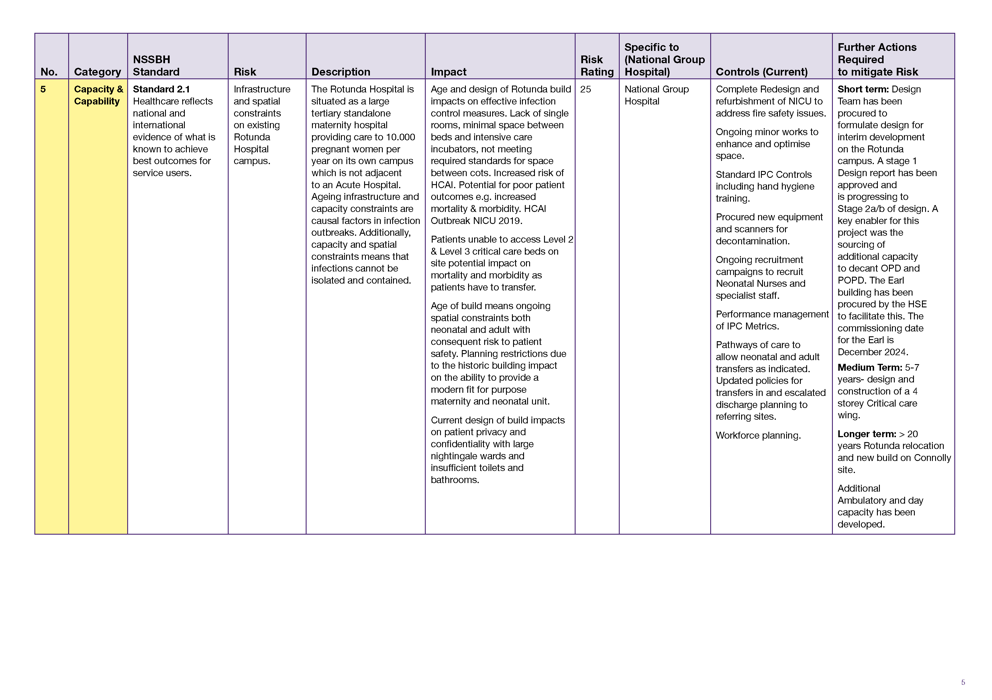 No.
Category
NSSBH
Standard
Risk
Description
Impact
Risk
Rating
Specific to
(National Group
Hospital)
Controls (Current)
Further Actions
Required
to mitigate Risk
5
Capacity &
Capability
Standard 2.1
Healthcare reflects
national and
international
evidence of what is
known to achieve
best outcomes for
service users.
Infrastructure
and spatial
constraints
on existing
Rotunda
Hospital
campus.
The Rotunda Hospital is
situated as a large
tertiary standalone
maternity hospital
providing care to 10.000
pregnant women per
year on its own campus
which is not adjacent
to an Acute Hospital.
Ageing infrastructure and
capacity constraints are
causal factors in infection
outbreaks. Additionally,
capacity and spatial
constraints means that
infections cannot be
isolated and contained.
Age and design of Rotunda build
impacts on effective infection
control measures. Lack of single
rooms, minimal space between
beds and intensive care
incubators, not meeting
required standards for space
between cots. Increased risk of
HCAI. Potential for poor patient
outcomes e.g. increased
mortality & morbidity. HCAI
Outbreak NICU 2019.
Patients unable to access Level 2
& Level 3 critical care beds on
site potential impact on
mortality and morbidity as
patients have to transfer.
Age of build means ongoing
spatial constraints both
neonatal and adult with
consequent risk to patient
safety. Planning restrictions due
to the historic building impact
on the ability to provide a
modern fit for purpose
maternity and neonatal unit.
Current design of build impacts
on patient privacy and
confidentiality with large
nightingale wards and
insufficient toilets and
bathrooms.
25
National Group
Hospital
Complete Redesign and
refurbishment of NICU to
address fire safety issues.
Ongoing minor works to
enhance and optimise
space.
Standard IPC Controls
including hand hygiene
training.
Procured new equipment
and scanners for
decontamination.
Ongoing recruitment
campaigns to recruit
Neonatal Nurses and
specialist staff.
Performance management
of IPC Metrics.
Pathways of care to
allow neonatal and adult
transfers as indicated.
Updated policies for
transfers in and escalated
discharge planning to
referring sites.
Workforce planning.
Short term: Design
Team has been
procured to
formulate design for
interim development
on the Rotunda
campus. A stage 1
Design report has been
approved and
is progressing to
Stage 2a/b of design. A
key enabler for this
project was the
sourcing of
additional capacity
to decant OPD and
POPD. The Earl
building has been
procured by the HSE
to facilitate this. The
commissioning date
for the Earl is
December 2024.
Medium Term: 5-7
years- design and
construction of a 4
storey Critical care
wing.
Longer term: > 20
years Rotunda relocation
and new build on Connolly
site.
Additional
Ambulatory and day
capacity has been
developed.
5